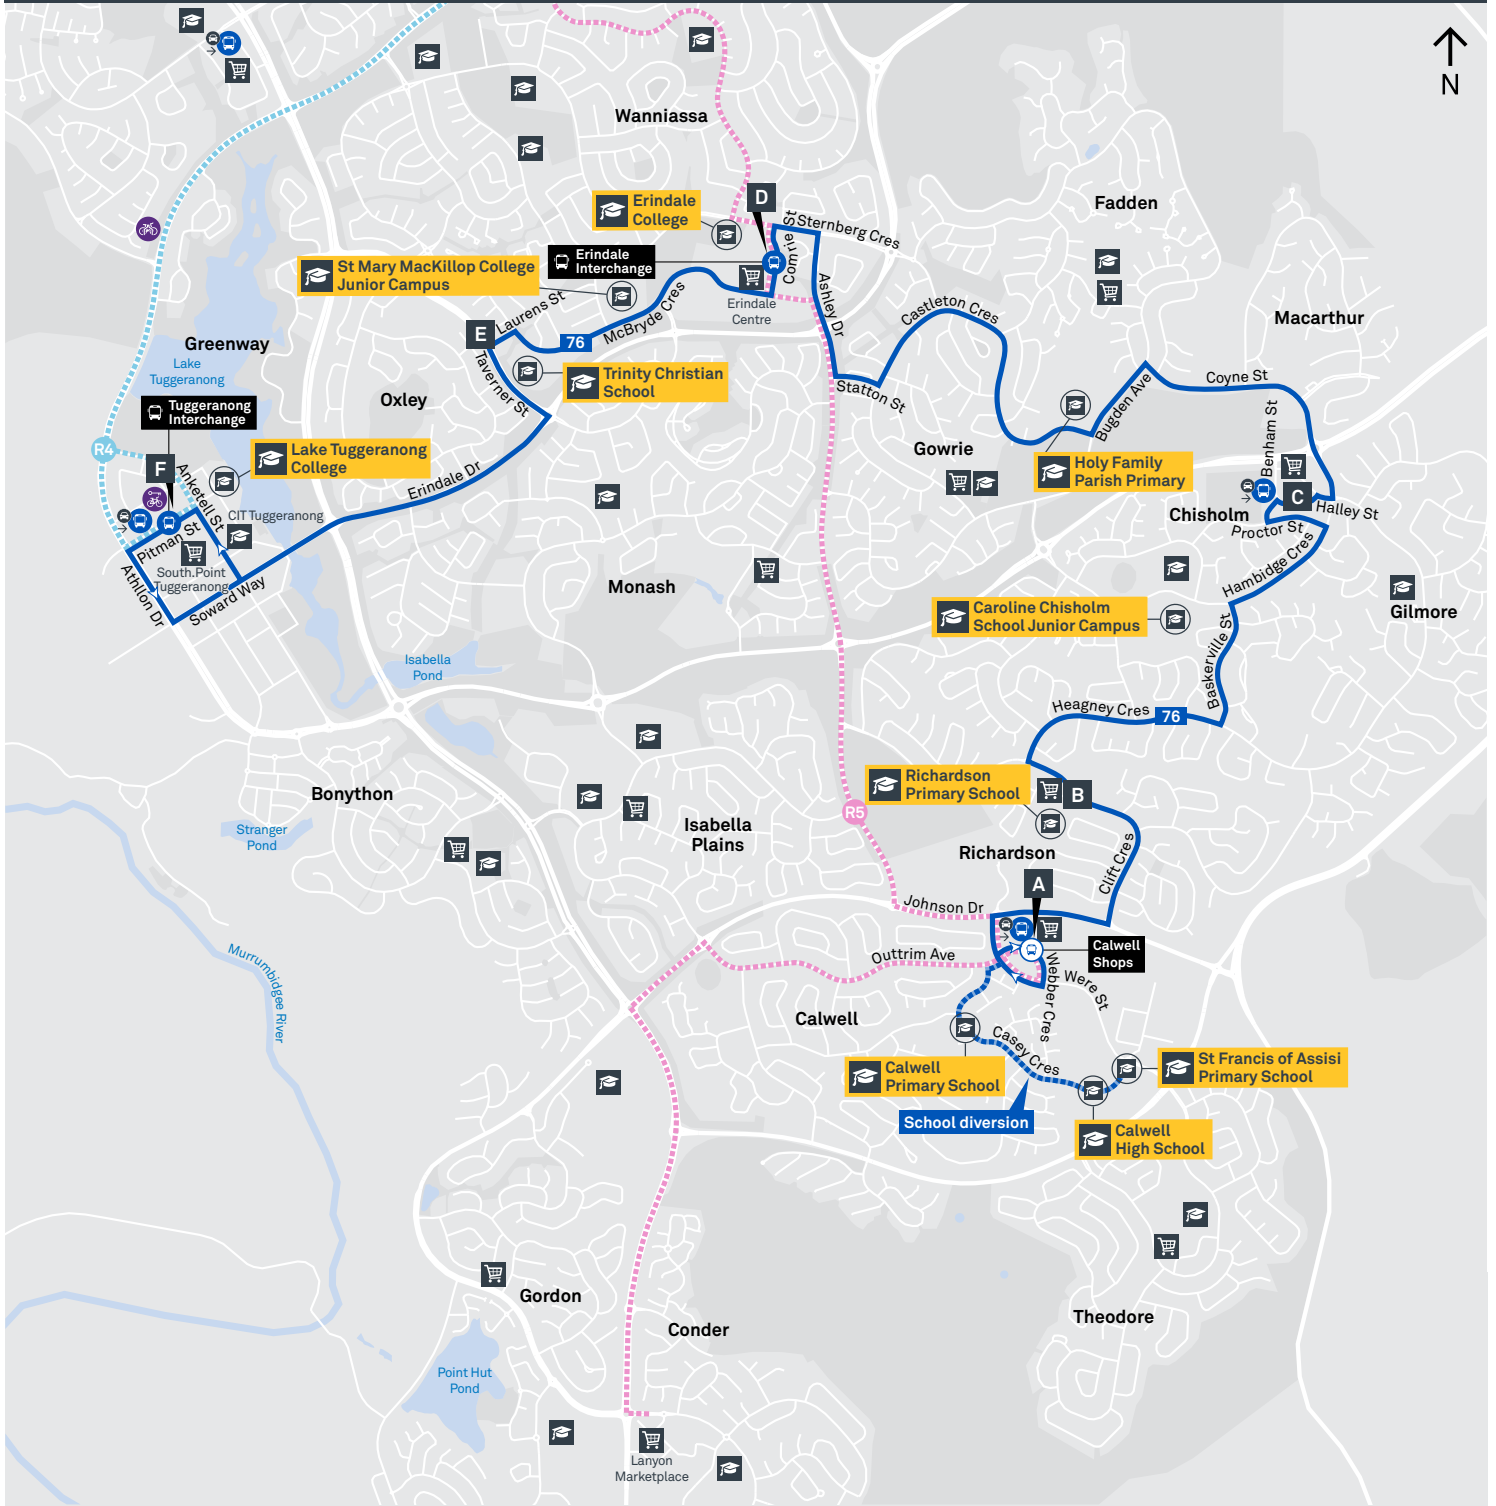 N
Wanniassa
D
Erindale
College
Comrie St
Sternberg Cres
Fadden
Erindale
Interchange
St Mary MacKillop College
Junior Campus
Erindale
Centre
Ashley Dr
Castleton Cres
Macarthur
E
Laurens St
76
McBryde Cres
Greenway
Lake
Tuggeranong
Taverner St
Trinity Christian
School
Statton St
Bugden Ave
Coyne St
Oxley
Tuggeranong
Interchange
R4
F
Anketell St
Lake Tuggeranong
College
Erindale Dr
Gowrie
Holy Family
Parish Primary
Benham St
C
Halley St
Chisholm
Proctor St
CIT Tuggeranong
Pitman St
South.Point
Tuggeranong
Athllon Dr
Soward Way
Monash
Hambidge Cres
Caroline Chisholm
School Junior Campus
Gilmore
Baskerville St
Isabella
Pond
Heagney Cres
76
Bonython
Richardson
Primary School
B
R5
Stranger
Pond
Isabella
Plains
Richardson
Clift Cres
A
Johnson Dr
Murrumbidgee River
Outtrim Ave
Calwell
Shops
Webber Cres
Were St
Calwell
Casey Cres
Calwell
Primary School
St Francis of Assisi
Primary School
School diversion
Calwell
High School
Gordon
Conder
Theodore
Point Hut
Pond
Lanyon
Marketplace